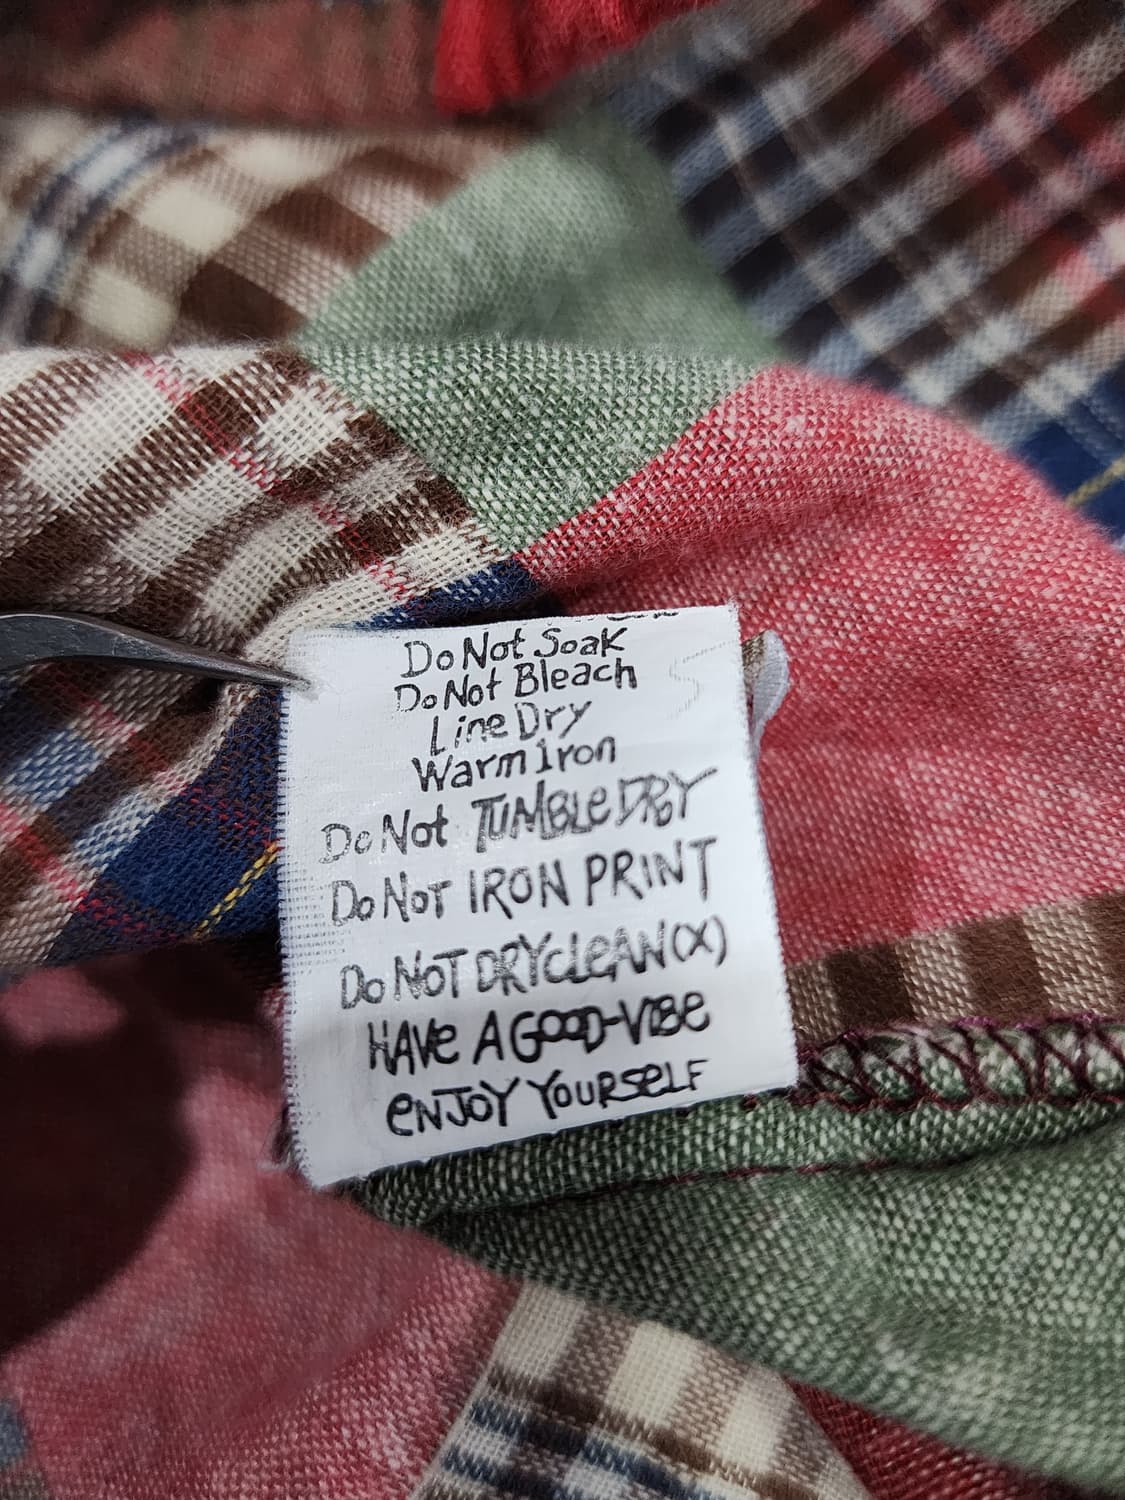 Do Not Soak
Do Not Bleach
Line Dry
Warm Iron
Do Not TUMBLe DRY
Do NoT IRON PRINT
Do NoT DRYcLeAN(X)
HAVe A GOOD-VIBe
eNJOY YOURSeLF